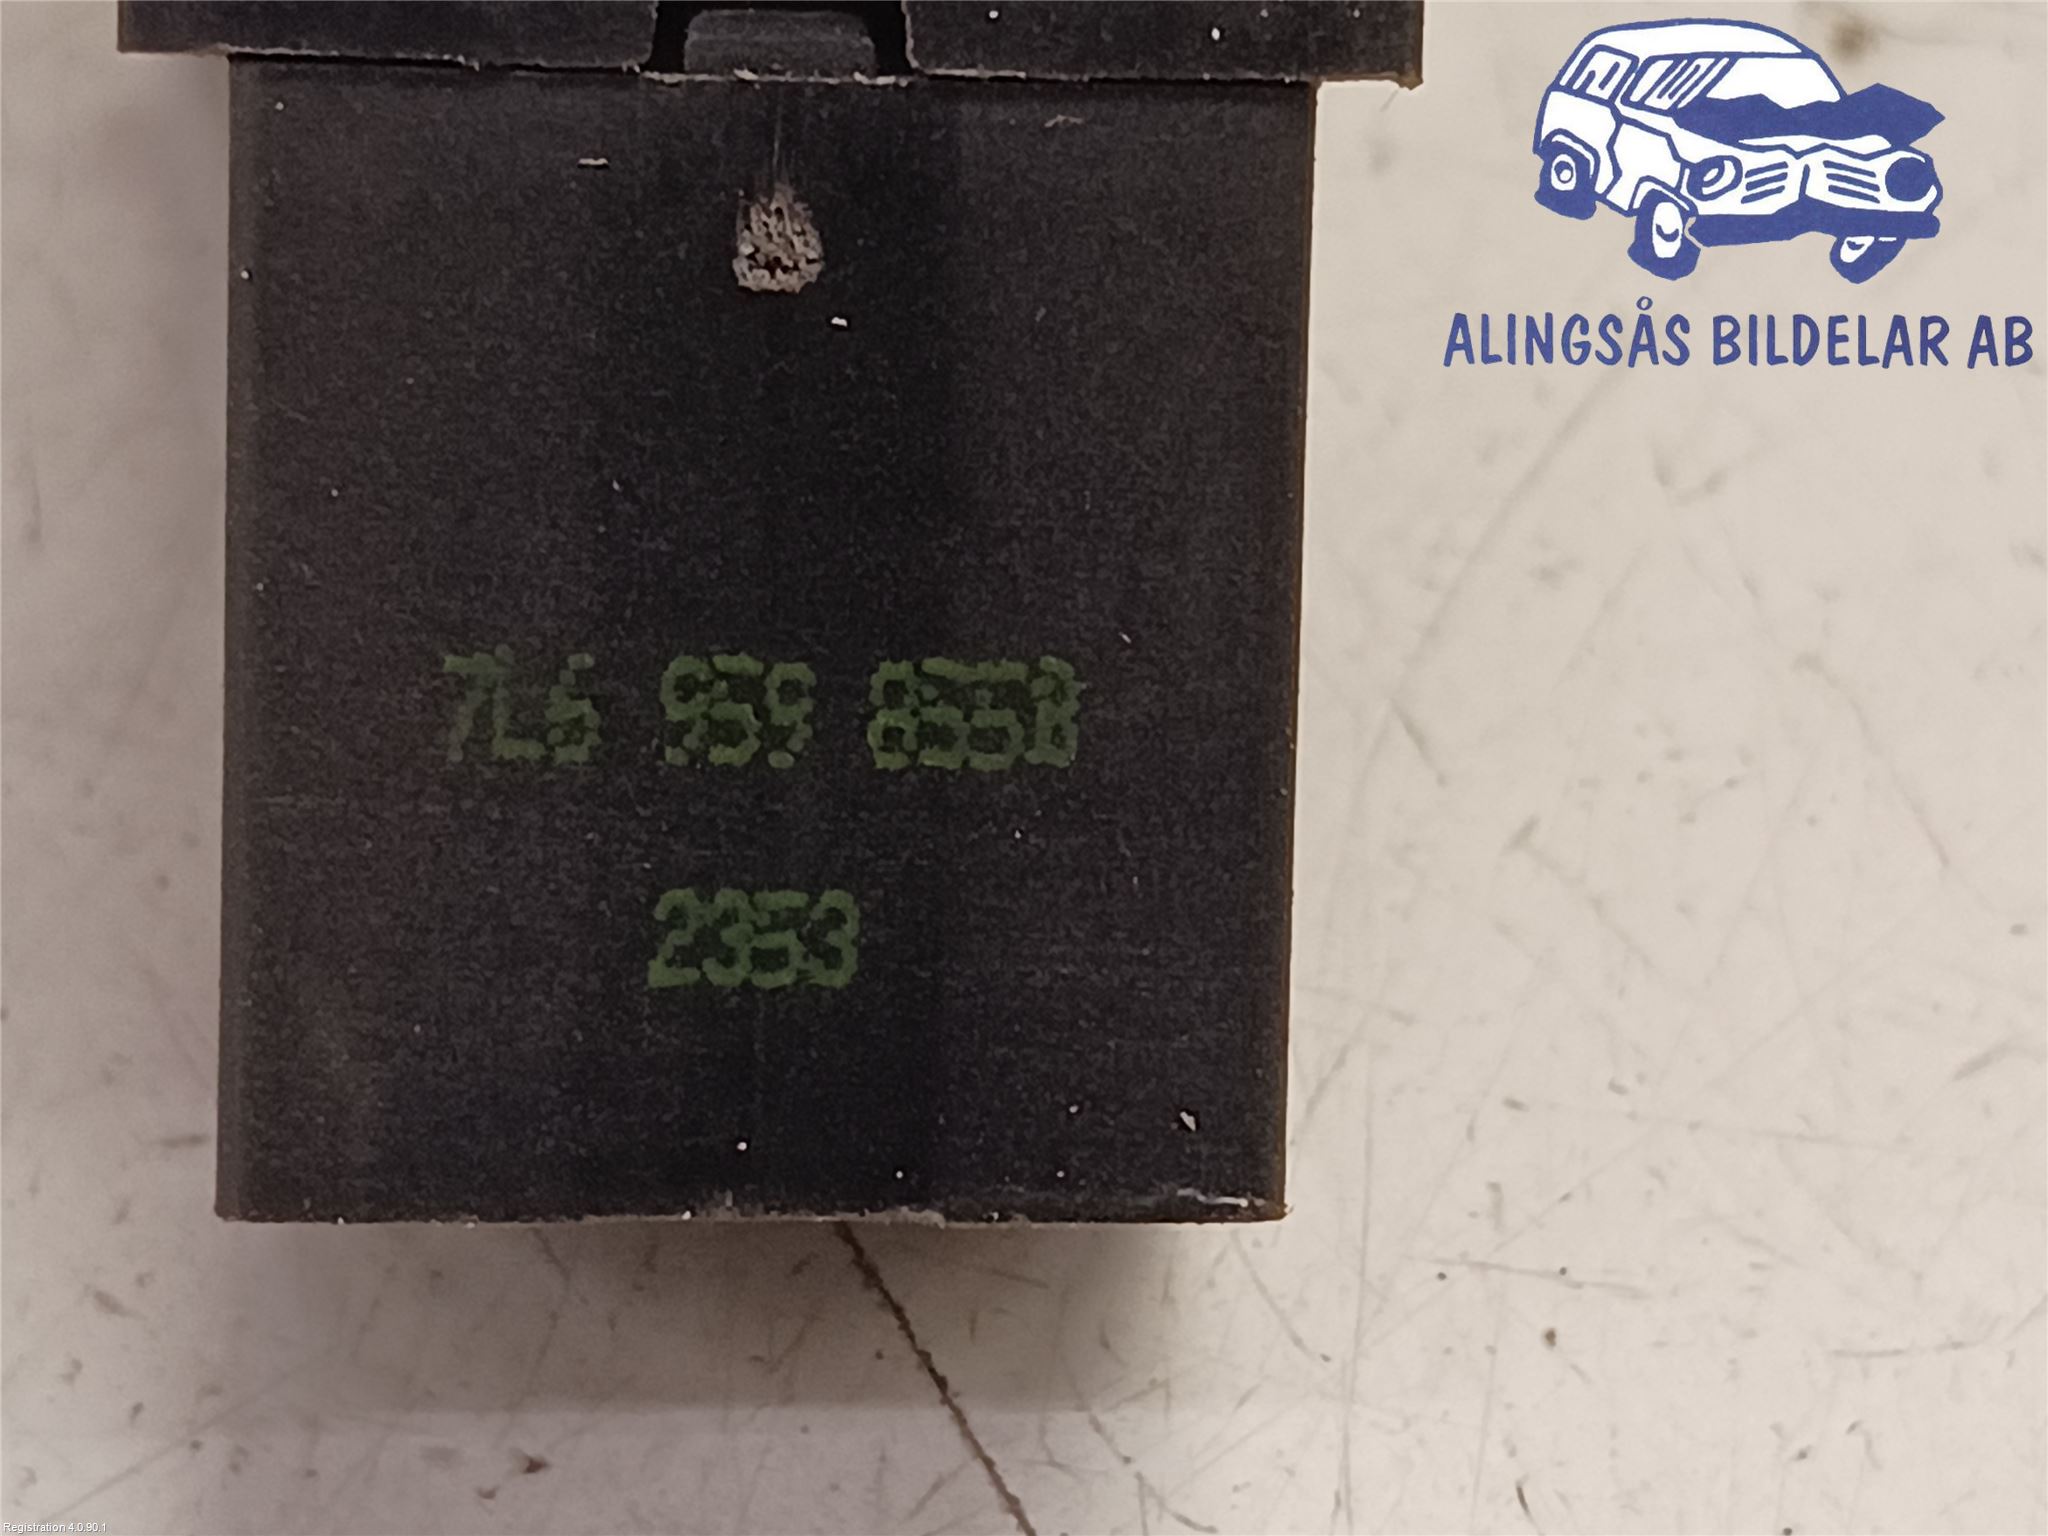 ALINGSÅS BILDELAR AB
7L6 959 855B
2353
Registration 4.0.90.1